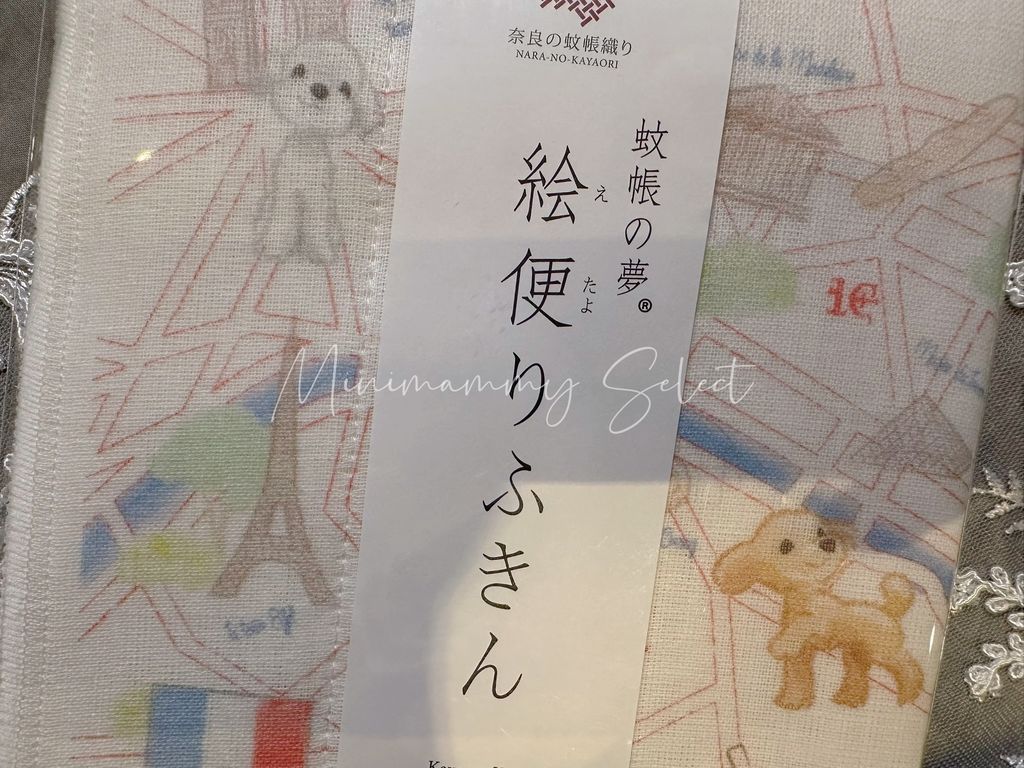 奈良の蚊帳織り
NARA-NO-KAYAORI
蚊帳の夢®
絵便りふきん
え
たよ
1er
Minimammy Select